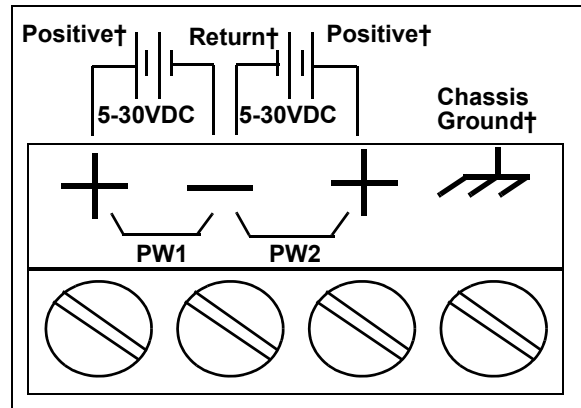 Positive† Return† Positive†
5-30VDC 5-30VDC
Chassis
Ground†
PW1 PW2